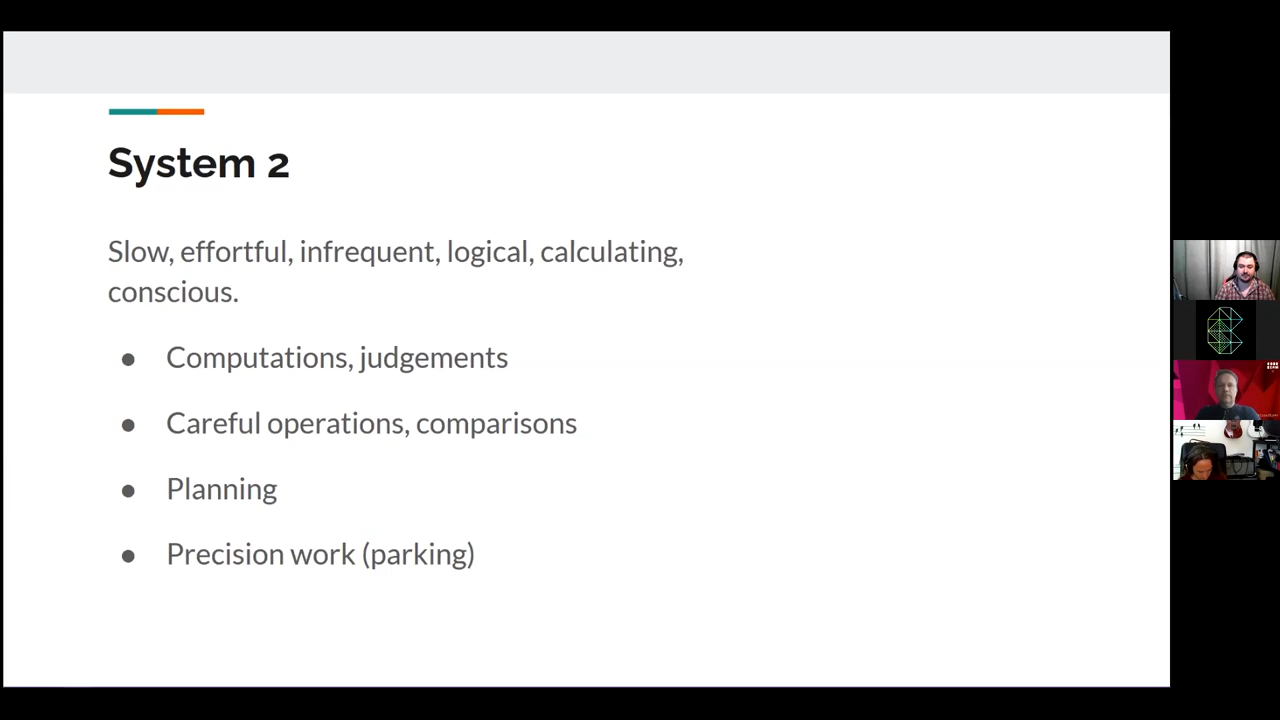 System 2
Slow, effortful, infrequent, logical, calculating,
conscious.
● Computations, judgements
● Careful operations, comparisons
● Planning
● Precision work (parking)